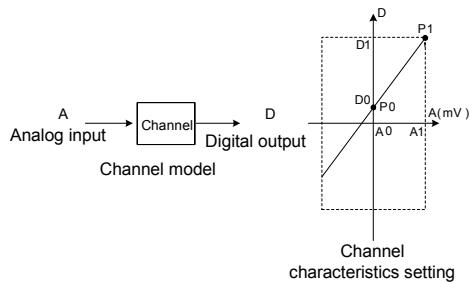 A
Analog input
Channel
Channel model
D
Digital output
D
P1
D1
D0
P0
A(mV)
A0
A1
Channel
characteristics setting